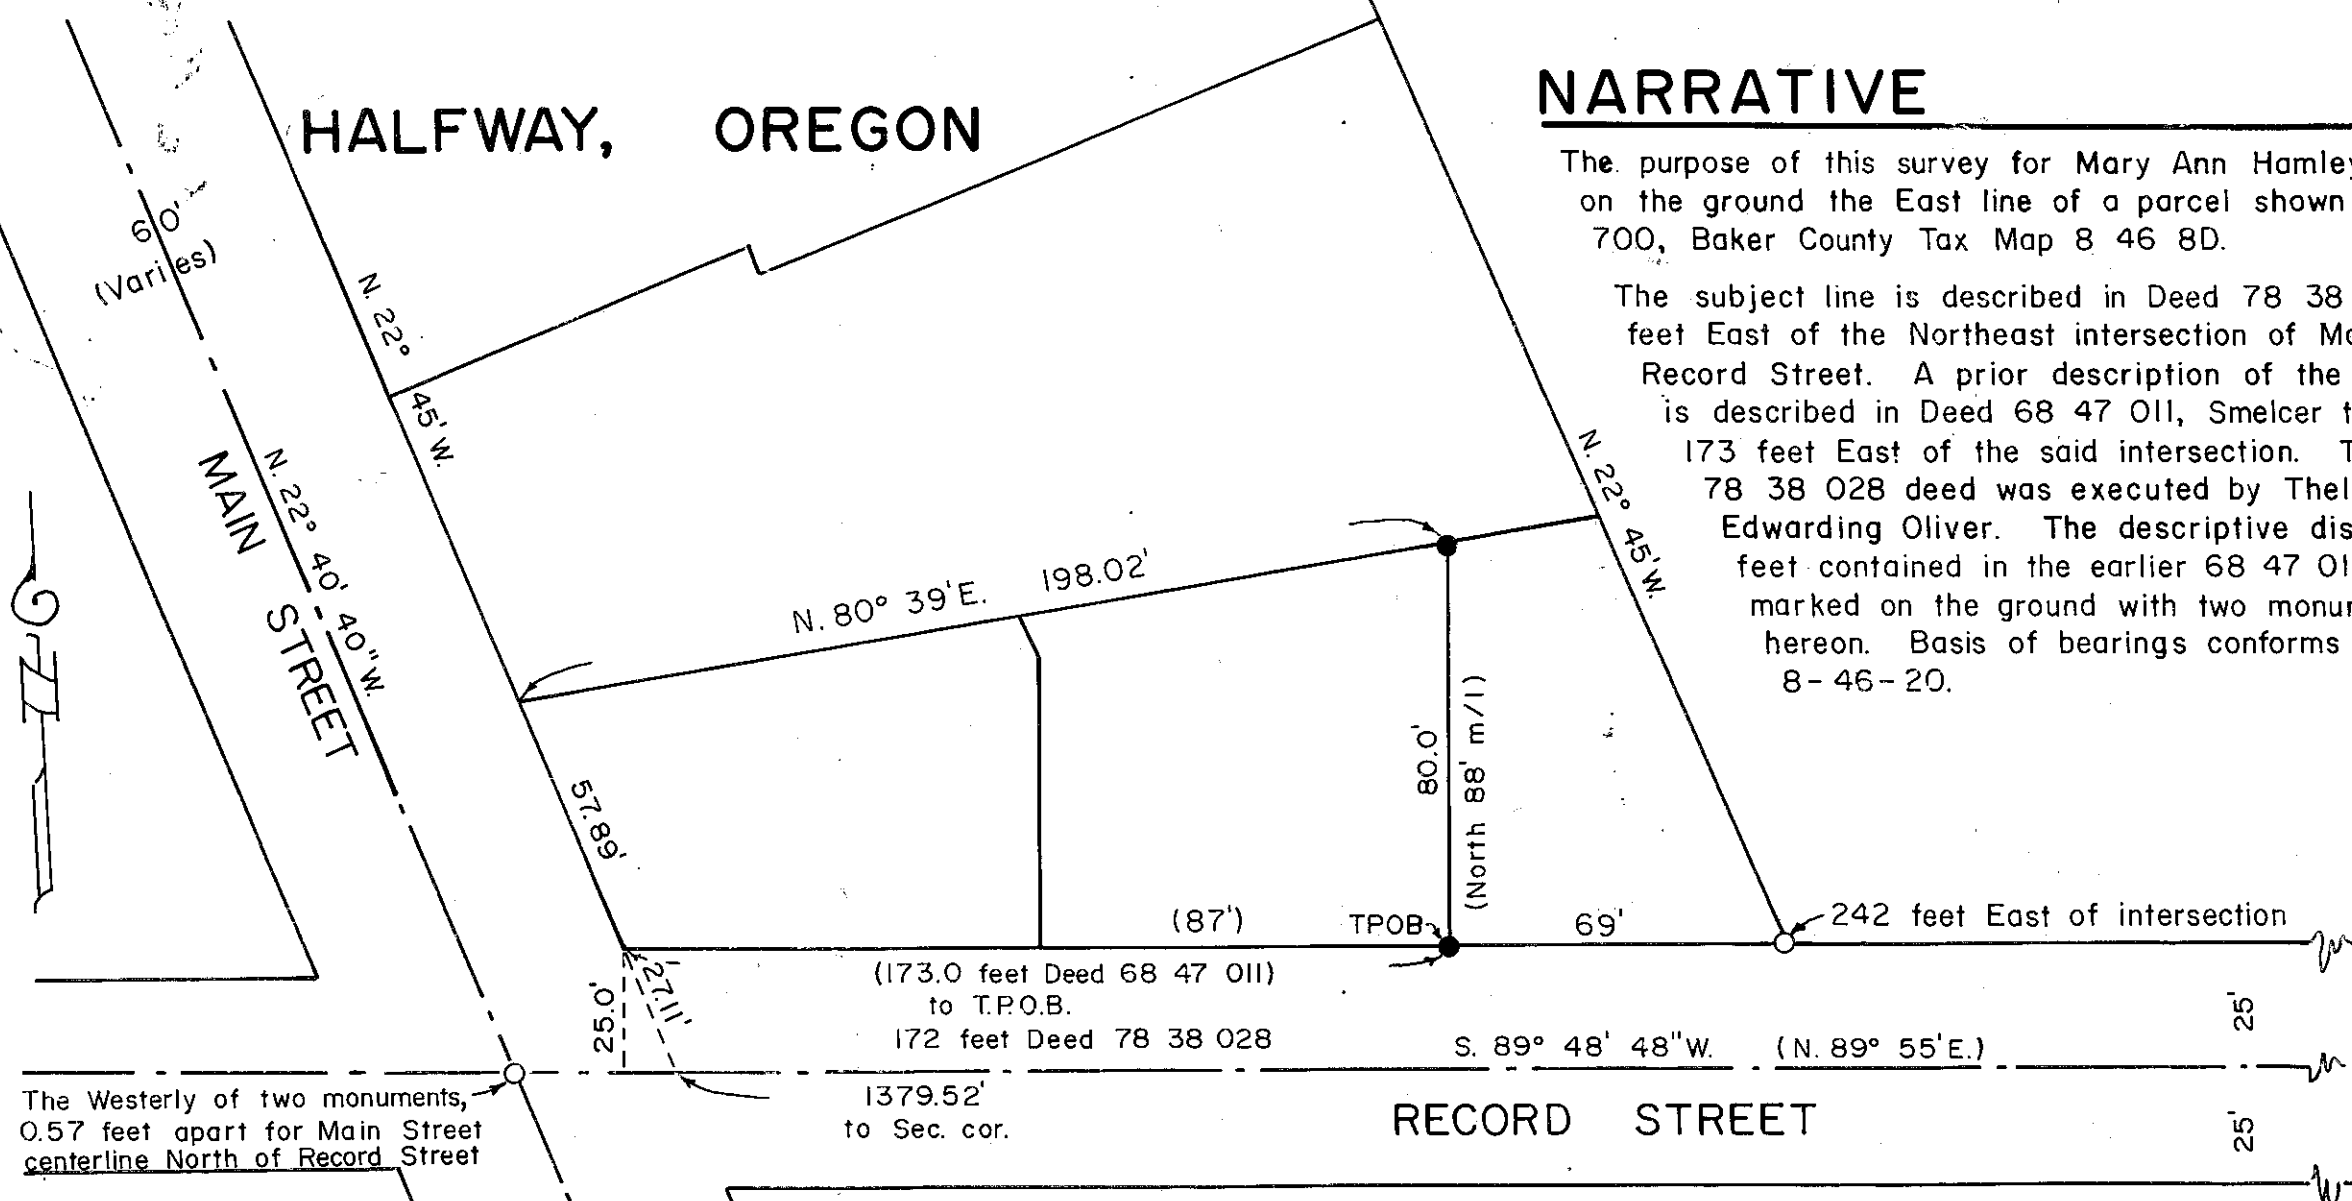 HALFWAY, OREGON
NARRATIVE
The purpose of this survey for Mary Ann Hamley
on the ground the East line of a parcel shown
700, Baker County Tax Map 8 46 8D.
The subject line is described in Deed 78 38
feet East of the Northeast intersection of
Record Street. A prior description of the
is described in Deed 68 47 011, Smelcer
173 feet East of the said intersection.
78 38 028 deed was executed by
Edwarding Oliver. The descriptive
feet contained in the earlier 68 47
marked on the ground with two
hereon. Basis of bearings conforms
8-46-20.
60'
(Varies)
N. 22° 45' W.
MAIN STREET
N. 22° 40' 40" W.
N. 22° 45' W.
N. 80° 39' E. 198.02'
57.89'
80.0'
(North 88' m/l)
(87')
TPOB
69'
242 feet East of intersection
25.0'
27.11'
(173.0 feet Deed 68 47 011)
to T.P.O.B.
172 feet Deed 78 38 028
S. 89° 48' 48" W. (N. 89° 55' E.)
25'
The Westerly of two monuments,
0.57 feet apart for Main Street
centerline North of Record Street
1379.52'
to Sec. cor.
RECORD STREET
25'